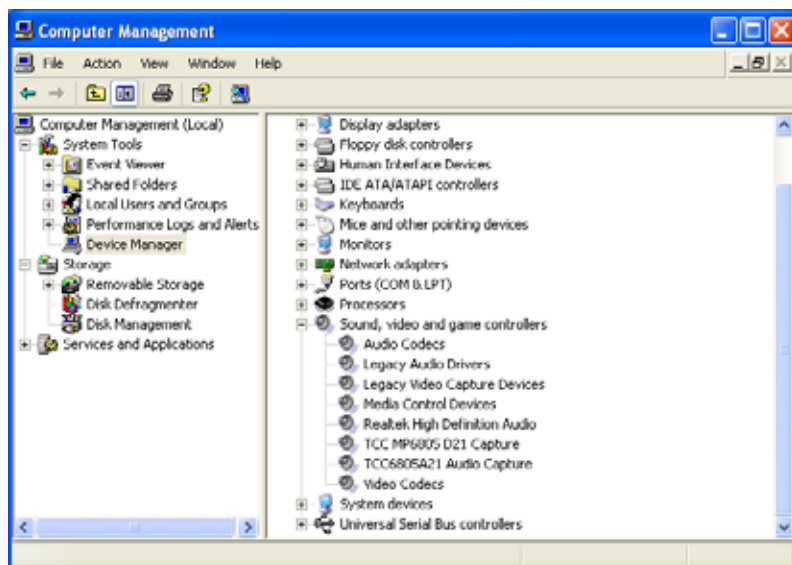 Computer Management
File Action View Window Help
Computer Management (Local)
System Tools
Event Viewer
Shared Folders
Local Users and Groups
Performance Logs and Alerts
Device Manager
Storage
Removable Storage
Disk Defragmenter
Disk Management
Services and Applications
Display adapters
Floppy disk controllers
Human Interface Devices
IDE ATA/ATAPI controllers
Keyboards
Mice and other pointing devices
Monitors
Network adapters
Ports (COM & LPT)
Processors
Sound, video and game controllers
Audio Codecs
Legacy Audio Drivers
Legacy Video Capture Devices
Media Control Devices
Realtek High Definition Audio
TCC MP6805 D21 Capture
TCC6805A21 Audio Capture
Video Codecs
System devices
Universal Serial Bus controllers